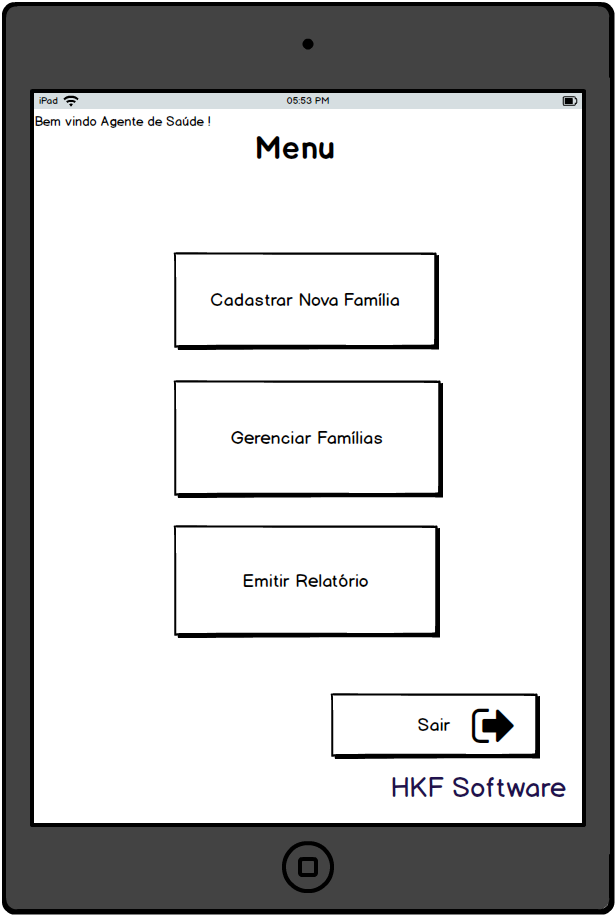 iPad 05:53 PM
Bem vindo Agente de Saúde !
Menu
Cadastrar Nova Família
Gerenciar Famílias
Emitir Relatório
Sair
HKF Software